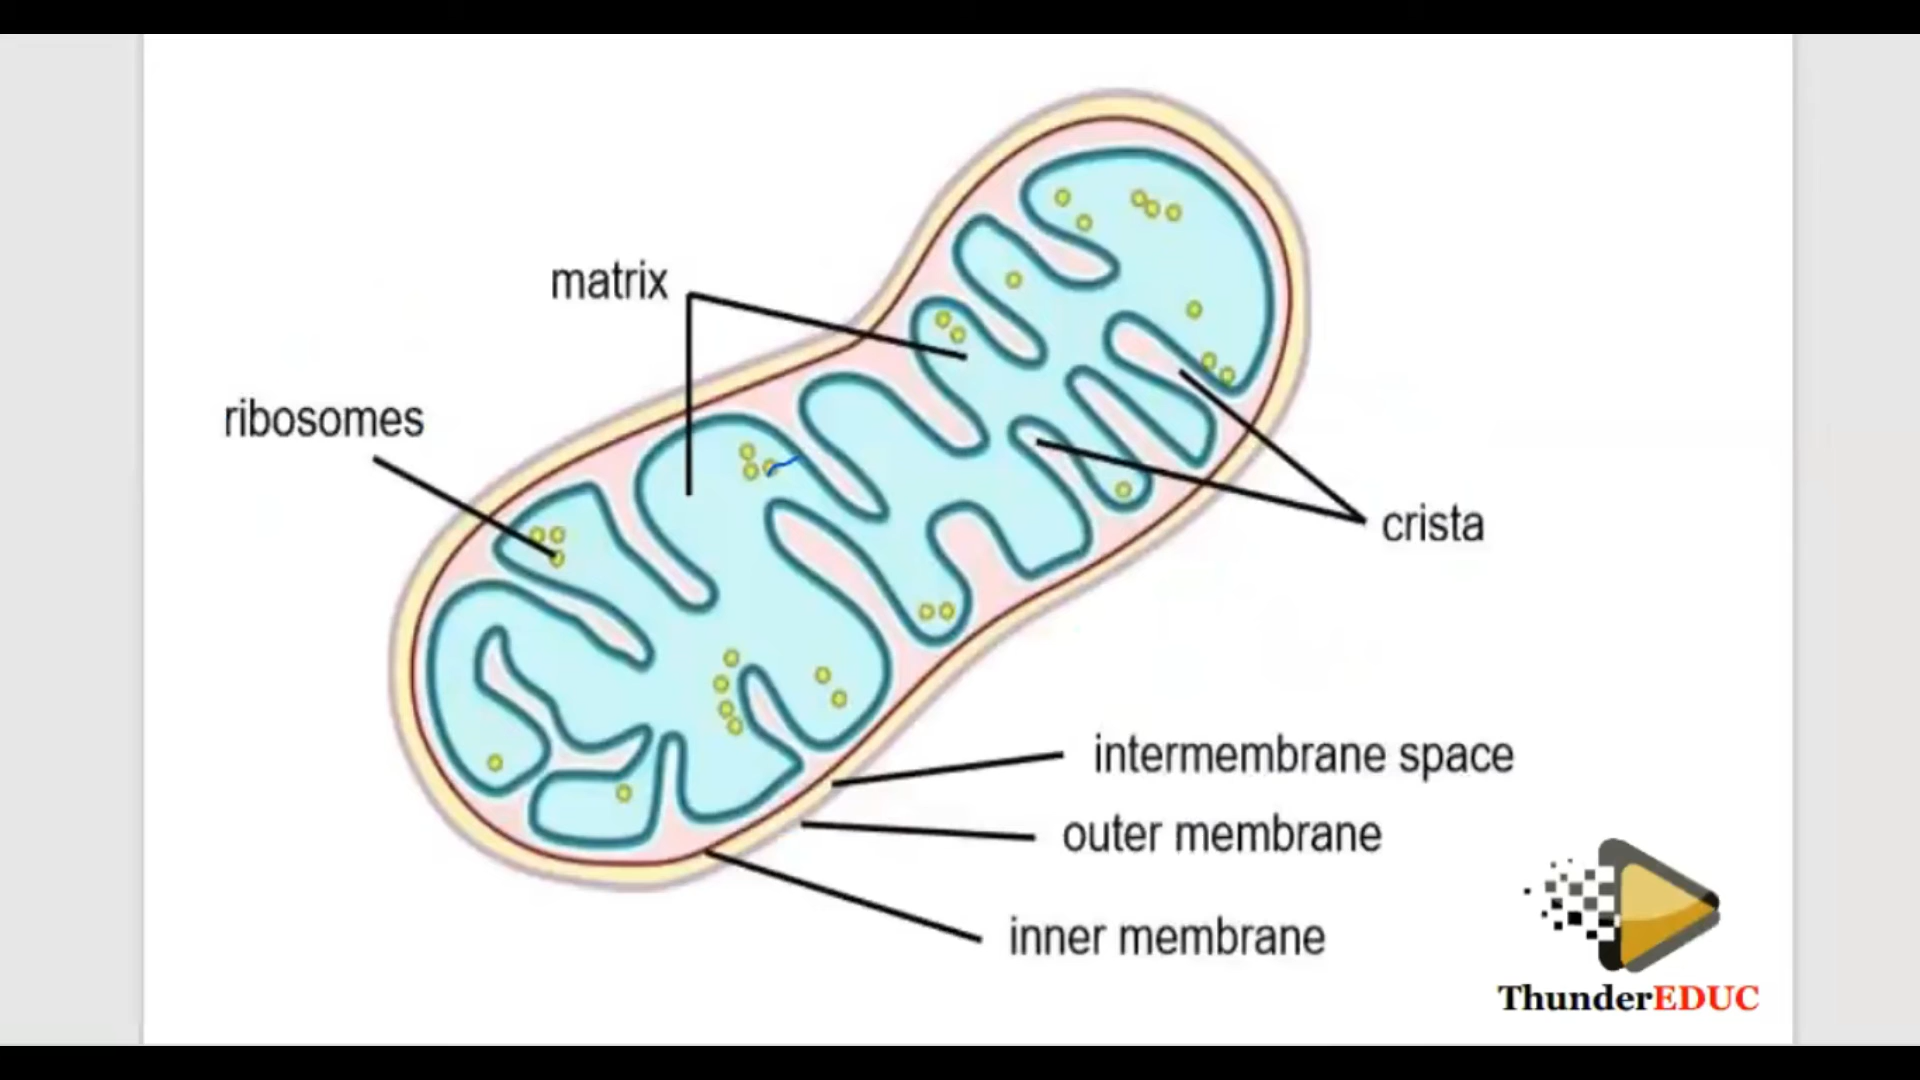 matrix
ribosomes
crista
intermembrane space
outer membrane
inner membrane
ThunderEDUC